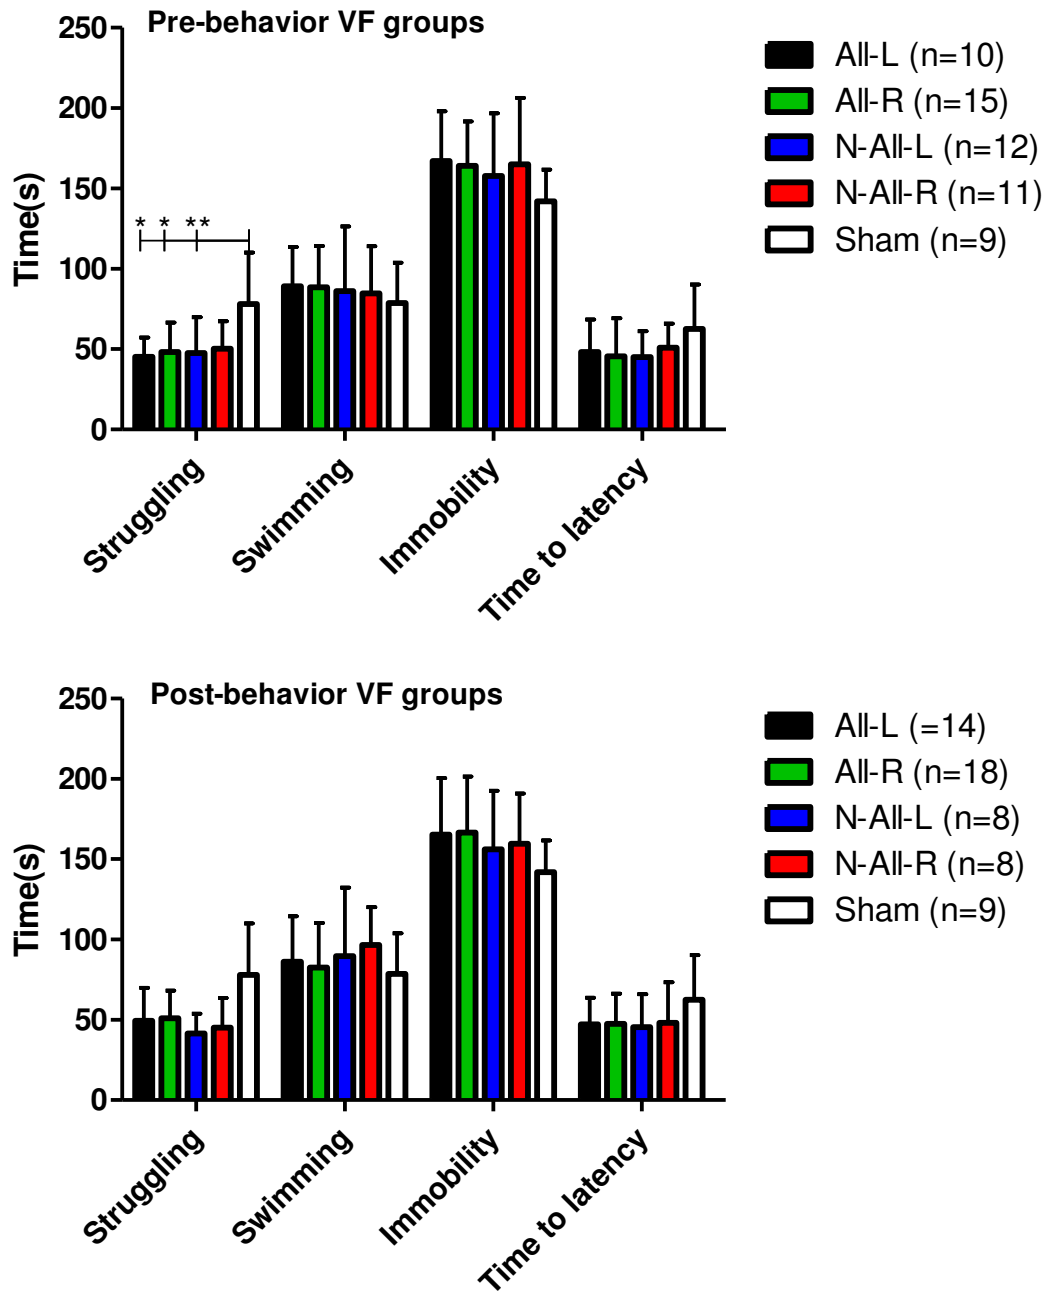 Pre-behavior VF groups
250
200
150
100
50
0
Time(s)
* * **
Struggling
Swimming
Immobility
Time to latency
All-L (n=10)
All-R (n=15)
N-All-L (n=12)
N-All-R (n=11)
Sham (n=9)
Post-behavior VF groups
250
200
150
100
50
0
Time(s)
Struggling
Swimming
Immobility
Time to latency
All-L (=14)
All-R (n=18)
N-All-L (n=8)
N-All-R (n=8)
Sham (n=9)